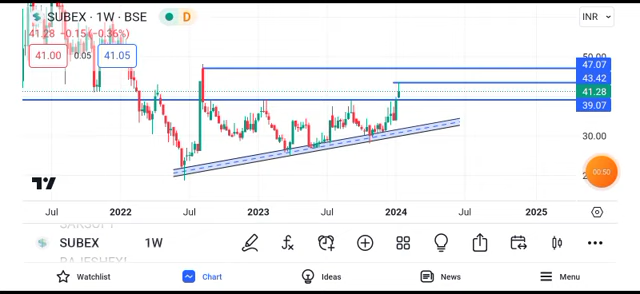 SUBEX · 1W · BSE
D
INR
41.28 −0.15 (−0.36%)
41.00
0.05
41.05
50.00
47.07
43.42
41.28
39.07
30.00
00:50
Jul
2022
Jul
2023
Jul
2024
Jul
2025
SUBEX
1W
Watchlist
Chart
Ideas
News
Menu